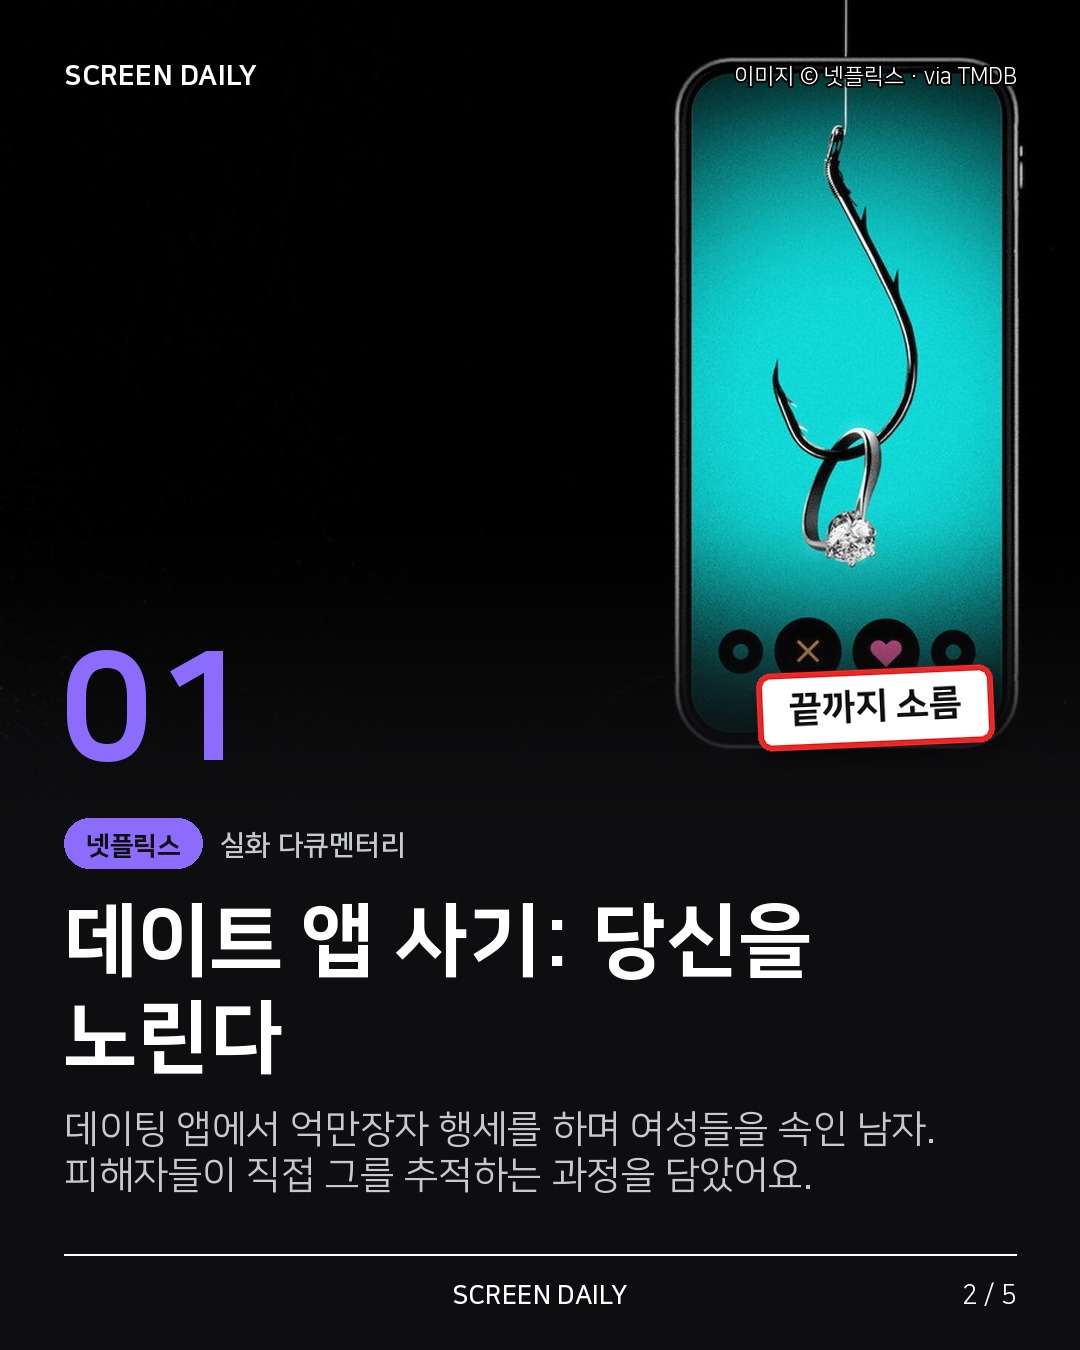 SCREEN DAILY
이미지 © 넷플릭스 · via TMDB
끝까지 소름
01
넷플릭스 실화 다큐멘터리
데이트 앱 사기: 당신을
노린다
데이팅 앱에서 억만장자 행세를 하며 여성들을 속인 남자.
피해자들이 직접 그를 추적하는 과정을 담았어요.
SCREEN DAILY
2 / 5